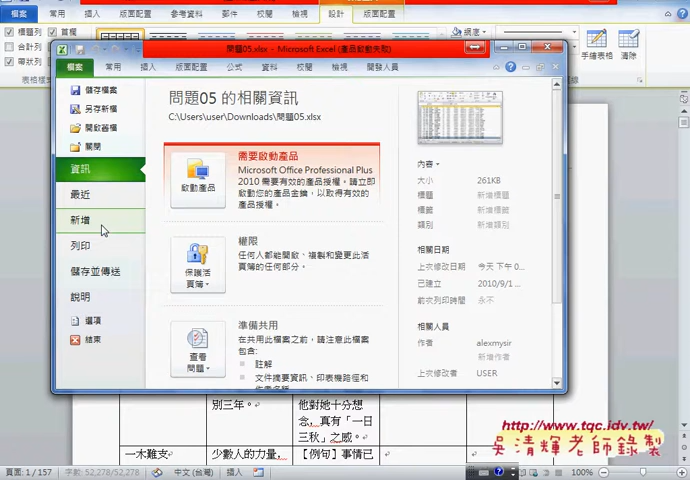 檔案 常用 插入 版面配置 參考資料 郵件 校閱 檢視 設計 版面配置
標題列 首欄
合計列
帶狀列
網底
手繪表格 清除
問題05.xlsx - Microsoft Excel (產品啟動失敗)
檔案 常用 插入 版面配置 公式 資料 校閱 檢視 開發人員
儲存檔案
另存新檔
開啟舊檔
關閉
資訊
最近
新增
列印
儲存並傳送
說明
選項
結束
問題05 的相關資訊
C:\Users\user\Downloads\問題05.xlsx
啟動產品
需要啟動產品
Microsoft Office Professional Plus
2010 需要有效的產品授權。請立即
啟動您的產品金鑰，以取得有效的
產品授權。
保護活
頁簿
權限
任何人都能開啟、複製和變更此活
頁簿的任何部分。
查看
問題
準備共用
在共用此檔案之前，請注意此檔案
包含:
註解
文件摘要資訊、印表機路徑和
內容
大小 261KB
標題 新增標題
標籤 新增標籤
類別 新增類別
相關日期
上次修改日期 今天 下午 0...
已建立 2010/9/1 ...
前次列印時間 永不
相關人員
作者 alexmysir
新增作者
上次修改者 USER
別三年。
他對她十分想
念，真有「一日
三秋」之感。
一木難支
少數人的力量，
【例句】事情已
http://www.tqc.idv.tw/
吳清輝老師錄製
頁面: 1 / 157 字數: 52,278/52,278 中文 (台灣) 插入 100%